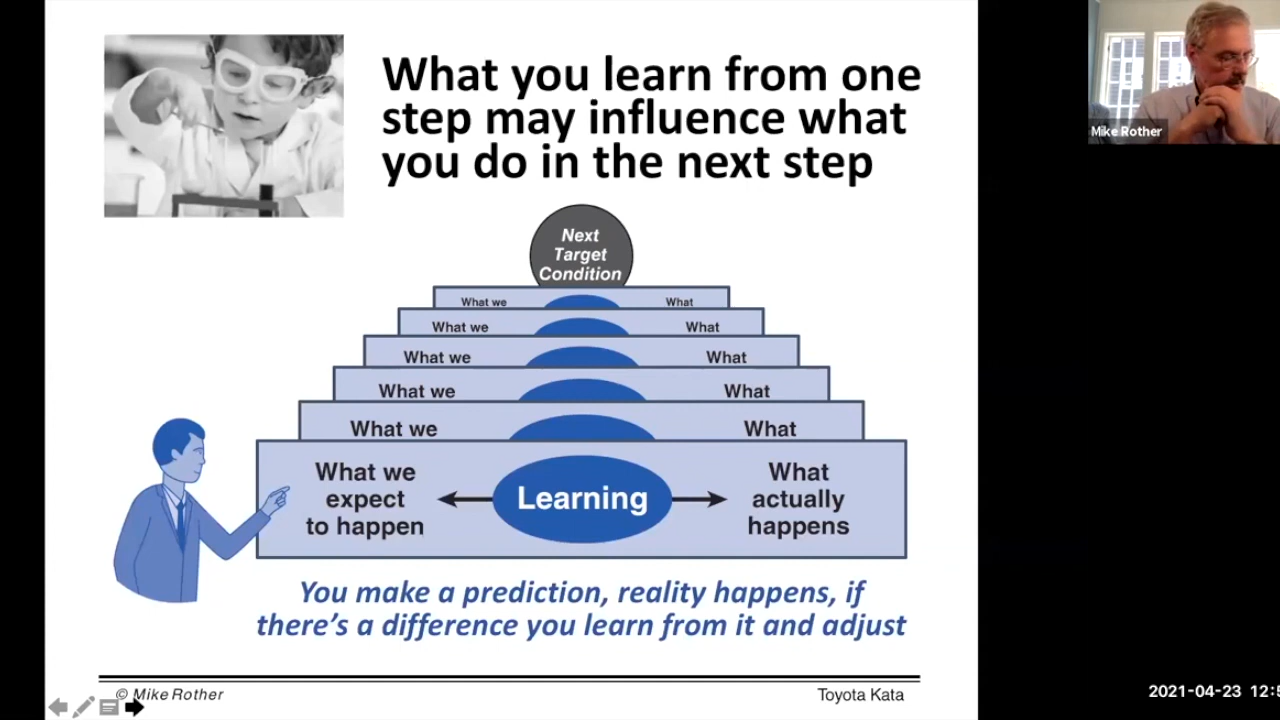 What you learn from one
step may influence what
you do in the next step
Mike Rother
Next
Target
Condition
What we What
What we What
What we What
What we What
What we What
What we
expect
to happen
Learning
What
actually
happens
You make a prediction, reality happens, if
there's a difference you learn from it and adjust
© Mike Rother
Toyota Kata
2021-04-23 12:5